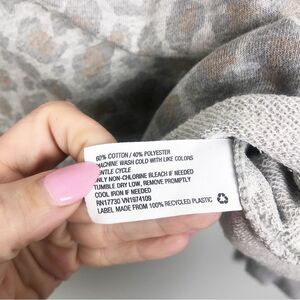 60% COTTON / 40% POLYESTER
MACHINE WASH COLD WITH LIKE COLORS
GENTLE CYCLE
ONLY NON-CHLORINE BLEACH IF NEEDED
TUMBLE DRY LOW, REMOVE PROMPTLY
COOL IRON IF NEEDED
RN17730 VN1974109
LABEL MADE FROM 100% RECYCLED PLASTIC